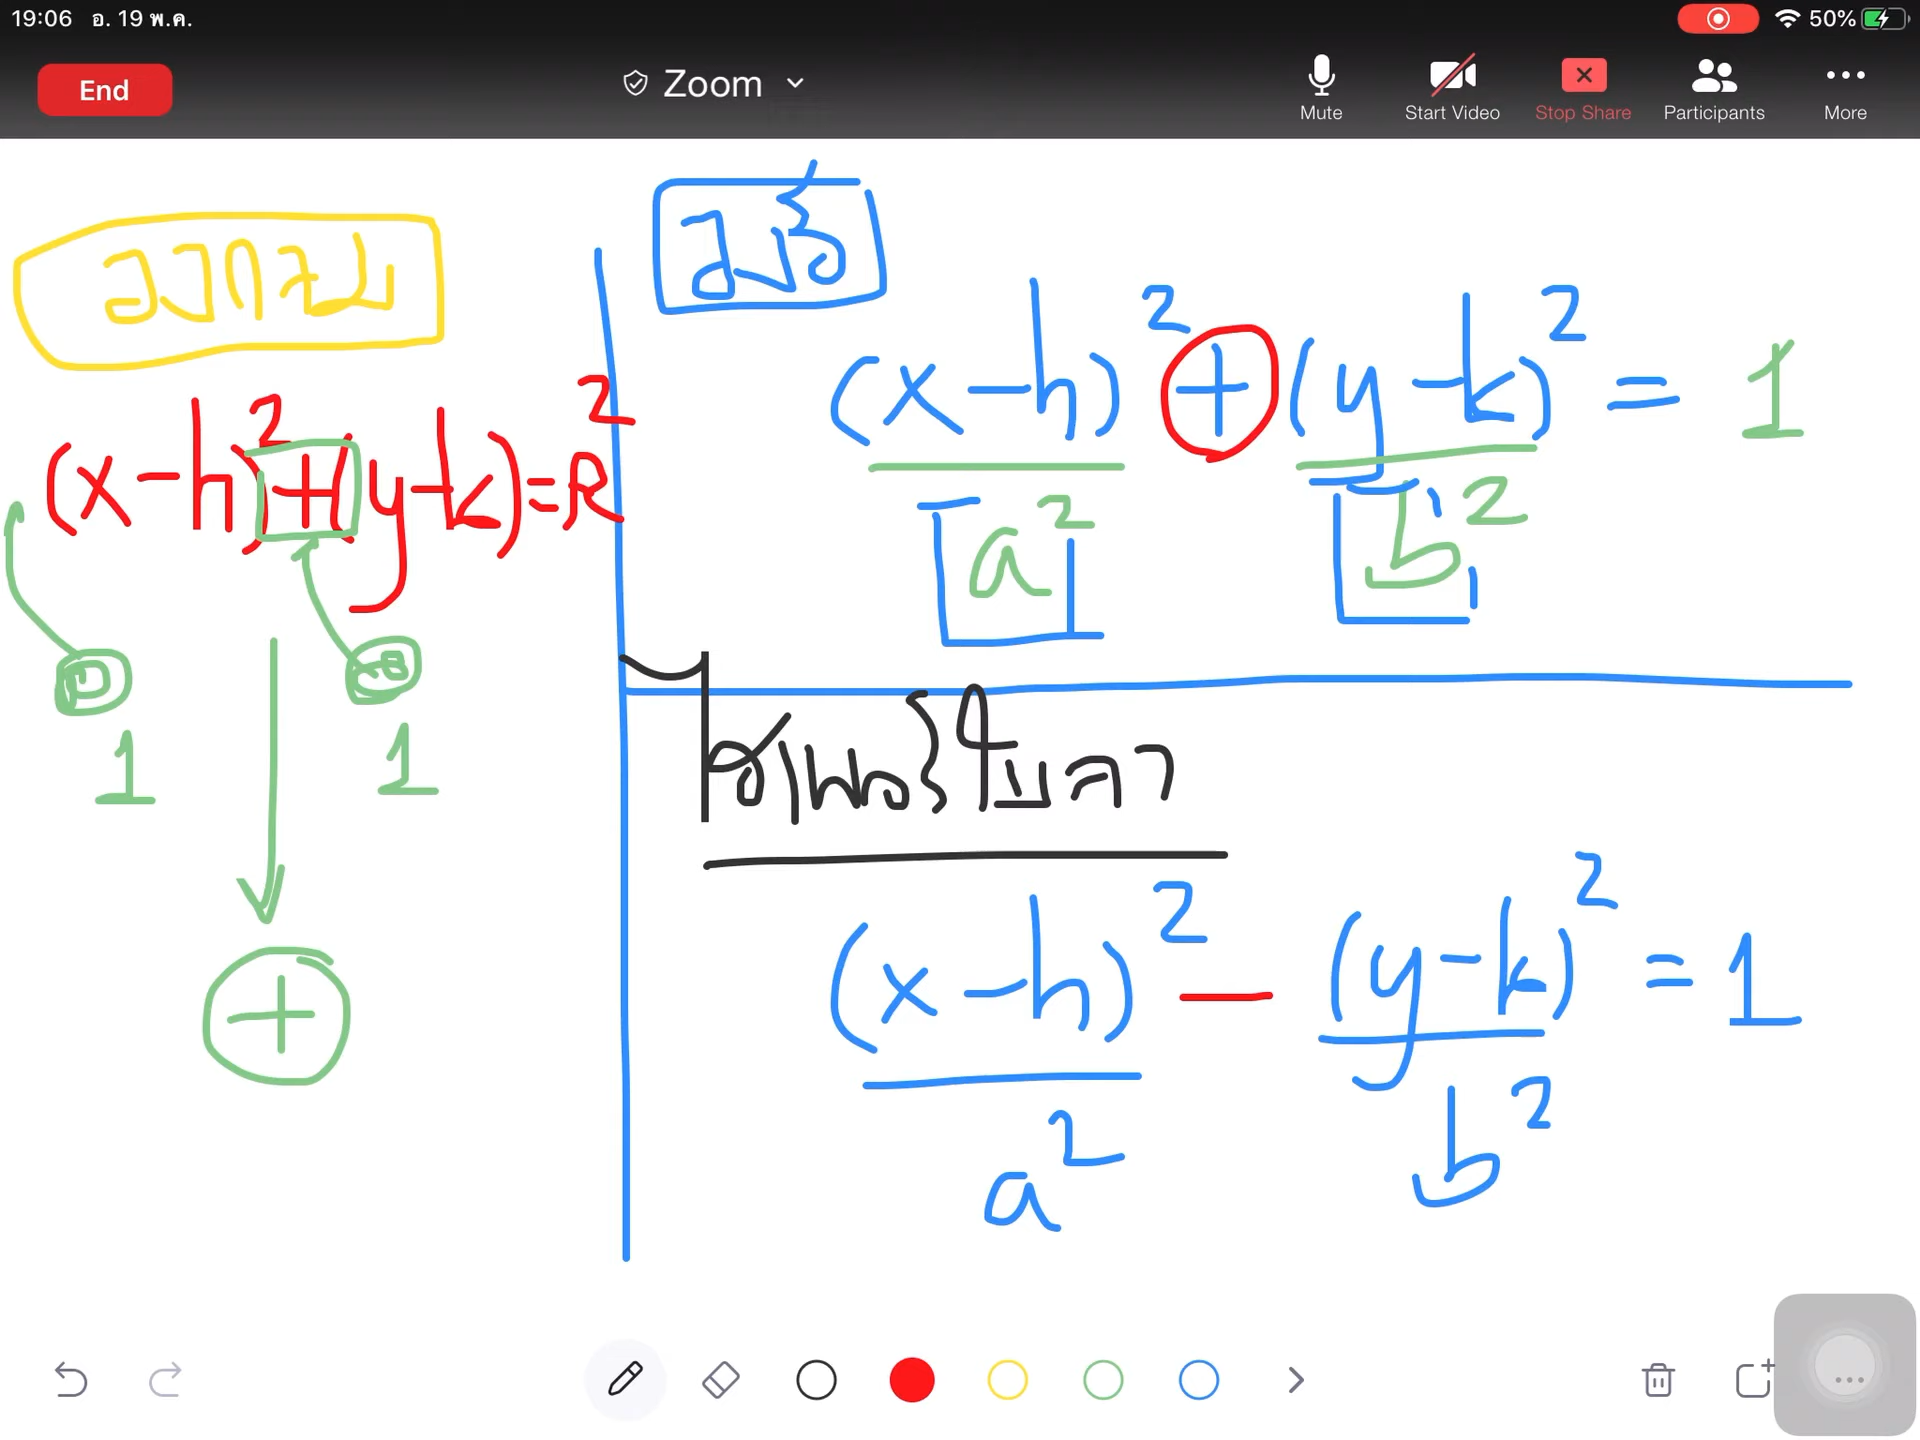 19:06 อ. 19 พ.ค. 50%
End Zoom Mute Start Video Stop Share Participants More
วงกลม
(x-h)²+(y-k)=R²
1 1
+
วงรี
(x-h)²+(y-k)²=1
a² b²
ไฮเพอร์โบลา
(x-h)²-(y-k)²=1
a² b²